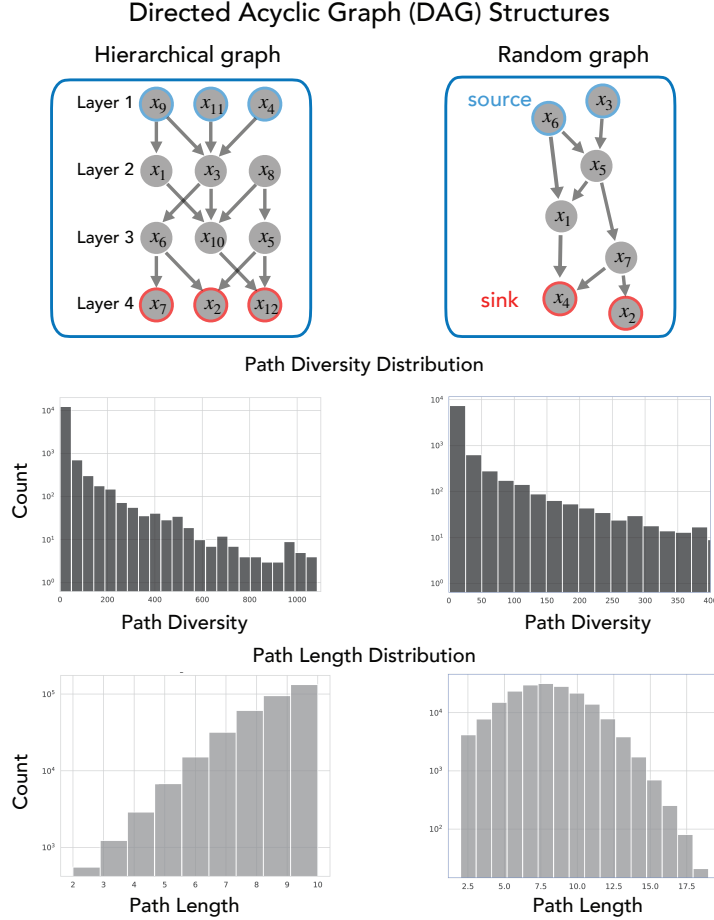 Directed Acyclic Graph (DAG) Structures
Hierarchical graph
Random graph
Layer 1
x9
x11
x4
Layer 2
x1
x3
x8
Layer 3
x6
x10
x5
Layer 4
x7
x2
x12
source
x6
x3
x5
x1
x7
sink
x4
x2
Path Diversity Distribution
Count
10^4
10^3
10^2
10^1
10^0
0 200 400 600 800 1000
Path Diversity
10^4
10^3
10^2
10^1
10^0
0 50 100 150 200 250 300 350 400
Path Diversity
Path Length Distribution
Count
10^5
10^4
10^3
2 3 4 5 6 7 8 9 10
Path Length
10^4
10^3
10^2
2.5 5.0 7.5 10.0 12.5 15.0 17.5
Path Length